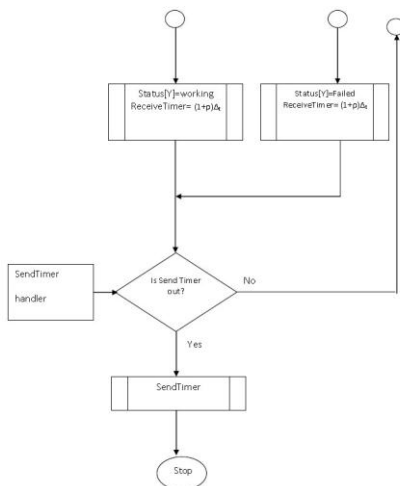 Status[Y]=working
ReceiveTimer= (1+ρ)Δₜ
Status[Y]=Failed
ReceiveTimer= (1+ρ)Δₜ
SendTimer
handler
Is Send Timer
out?
No
Yes
SendTimer
Stop